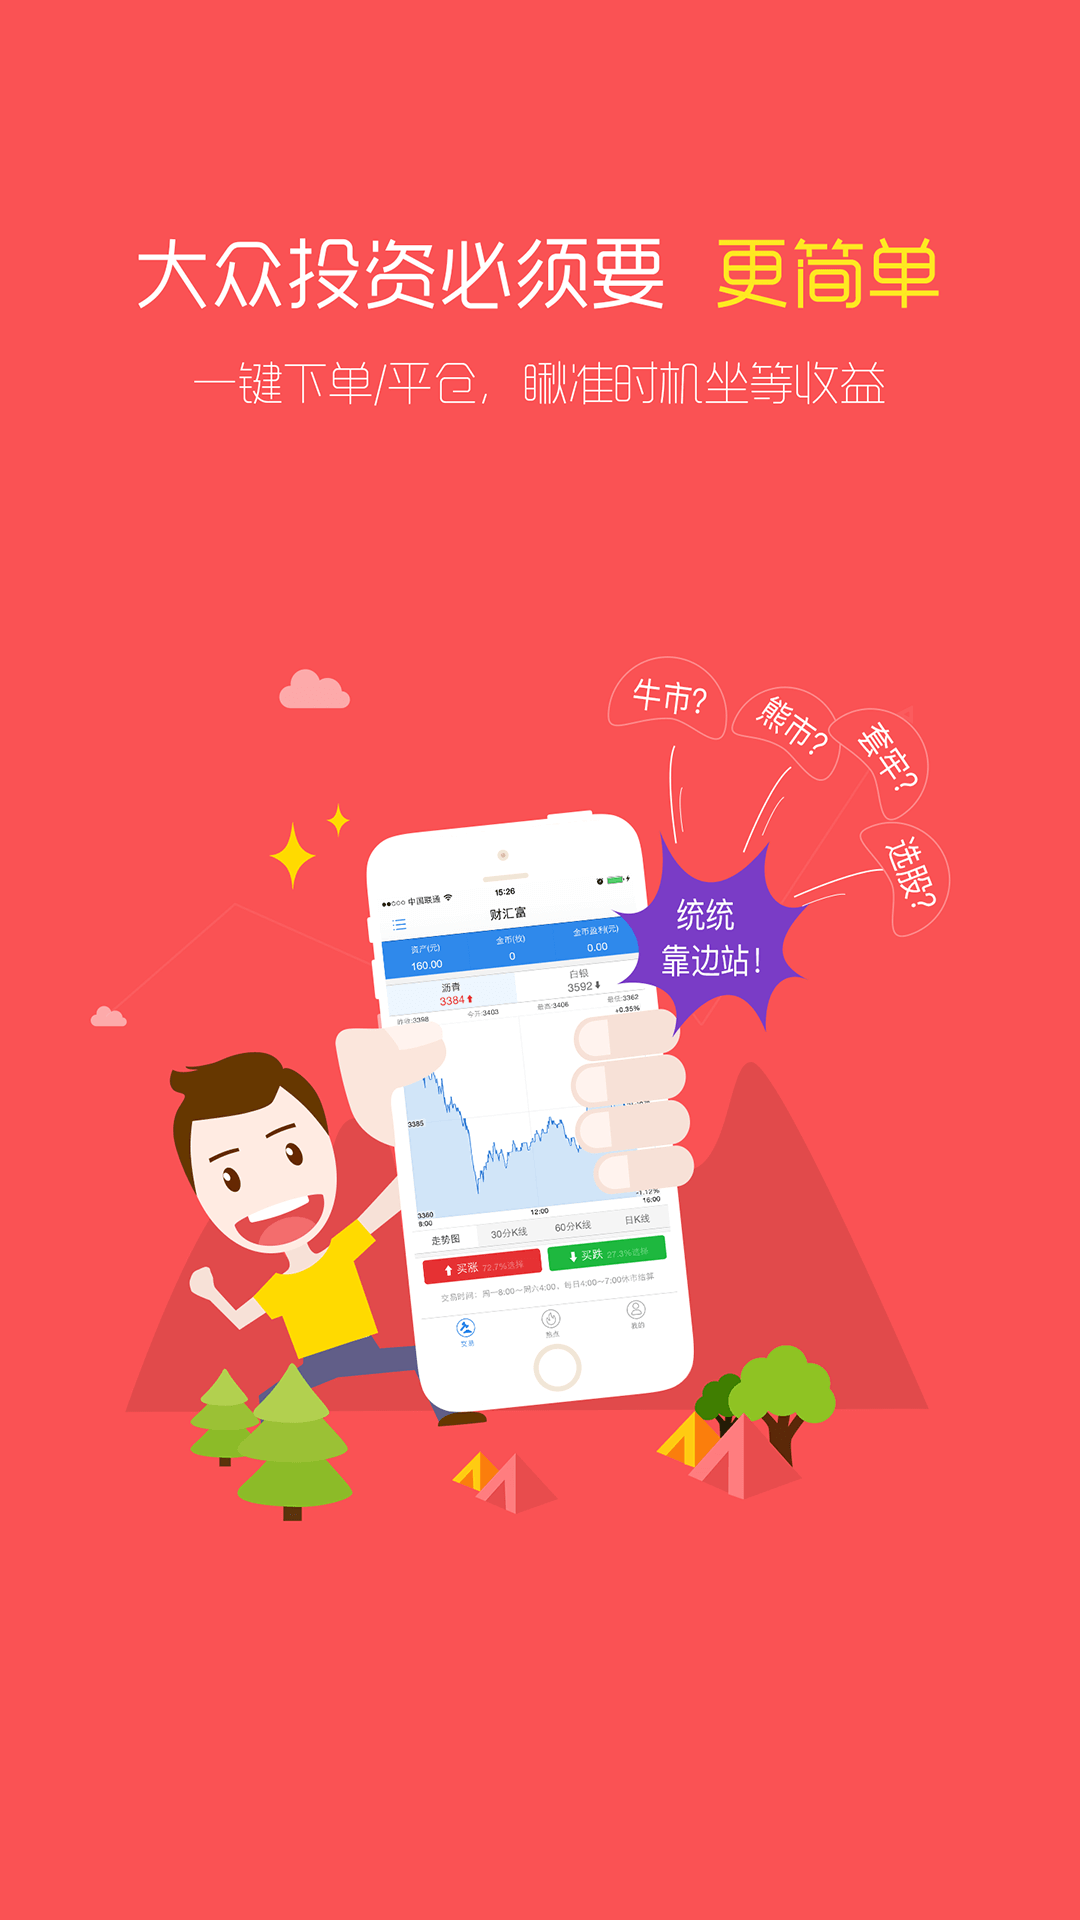 大众投资必须要 更简单
一键下单/平仓，瞅准时机坐等收益
牛市?
熊市?
套牢?
选股?
统统
靠边站!
中国联通 15:26
财汇富
资产(元) 金币(枚) 金币盈利(元)
160.00 0 0.00
沥青 白银
3384 3592
昨收:3398 今开:3403 最高:3406 最低:3362
+0.35%
3385
-1.12%
3360
8:00 12:00 16:00
走势图 30分K线 60分K线 日K线
买涨 72.7%选择 买跌 27.3%选择
交易时间：周一8:00～周六4:00，每日4:00～7:00休市结算
交易 热点 我的